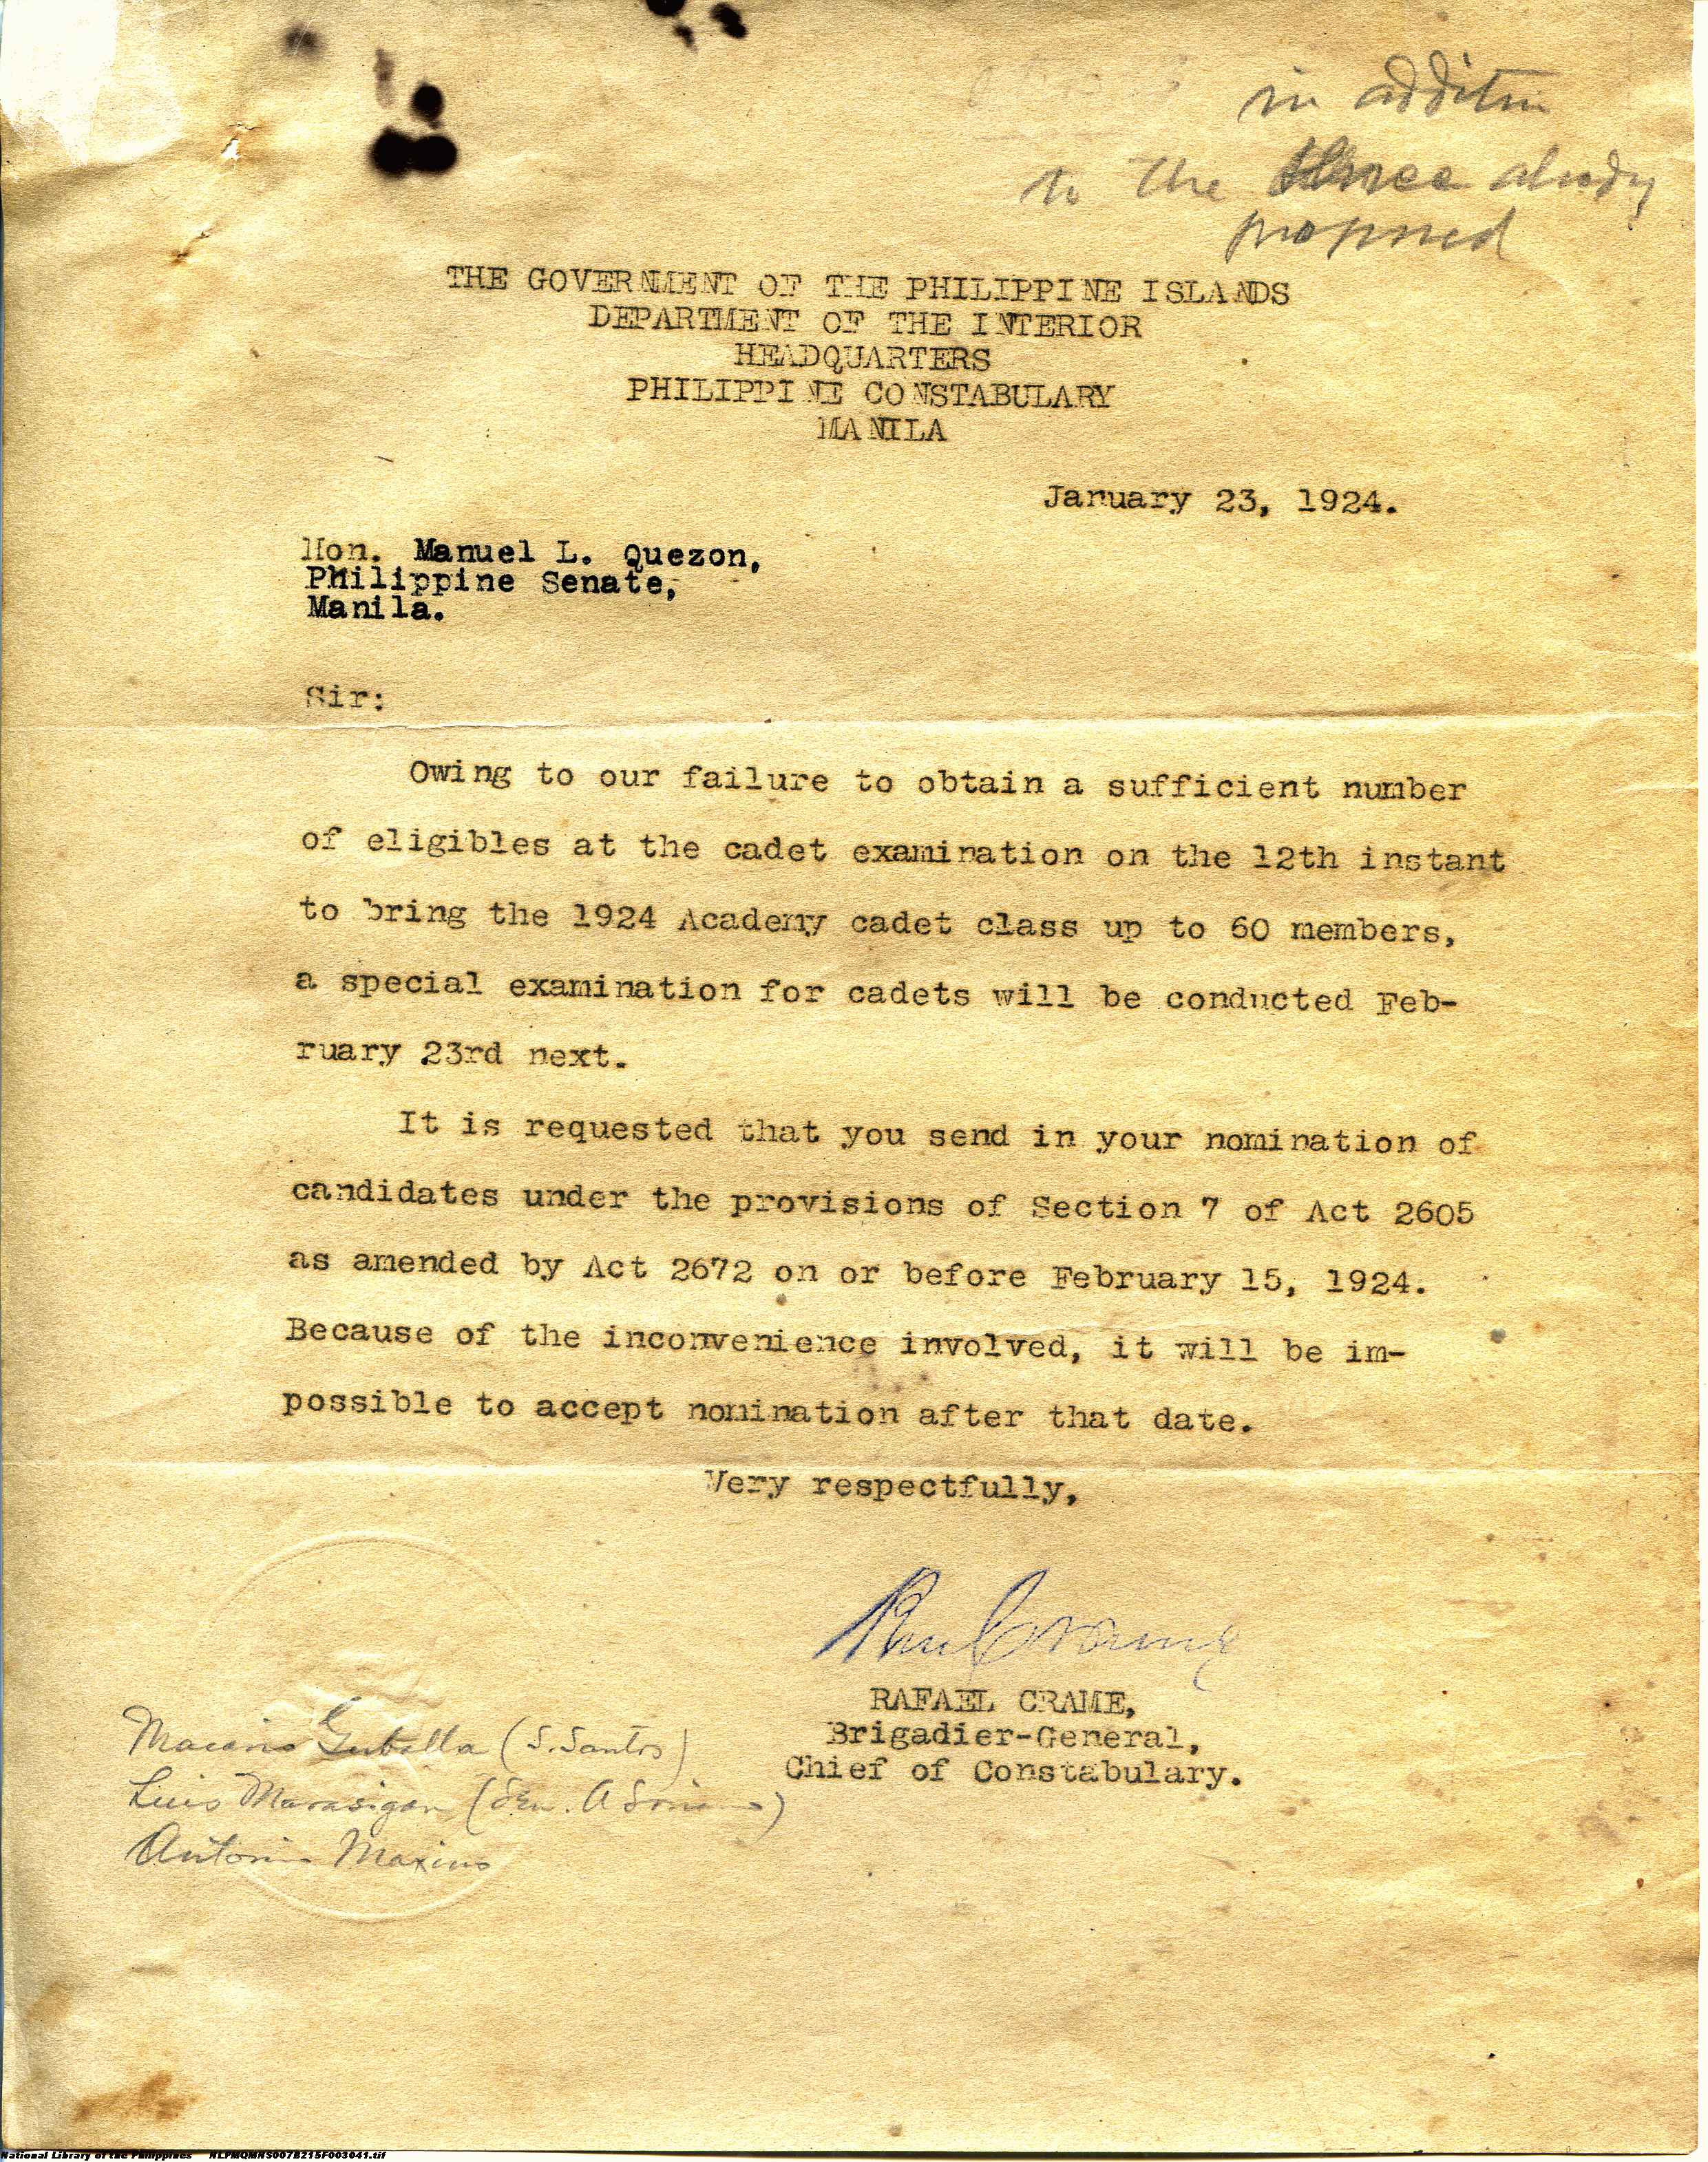 in addition
to the three already
proposed
THE GOVERNMENT OF THE PHILIPPINE ISLANDS
DEPARTMENT OF THE INTERIOR
HEADQUARTERS
PHILIPPINE CONSTABULARY
MANILA
January 23, 1924.
Hon. Manuel L. Quezon,
Philippine Senate,
Manila.
Sir:
Owing to our failure to obtain a sufficient number
of eligibles at the cadet examination on the 12th instant
to bring the 1924 Academy cadet class up to 60 members,
a special examination for cadets will be conducted Feb-
ruary 23rd next.
It is requested that you send in your nomination of
candidates under the provisions of Section 7 of Act 2605
as amended by Act 2672 on or before February 15, 1924.
Because of the inconvenience involved, it will be im-
possible to accept nomination after that date.
Very respectfully,
RAFAEL CRAME,
Brigadier-General,
Chief of Constabulary.
Macario (S. Santos)
Luis Marasigan (Sen. A
Antonio Maximo
National Library of the Philippines NLPMQMNS007B215F003041.tif